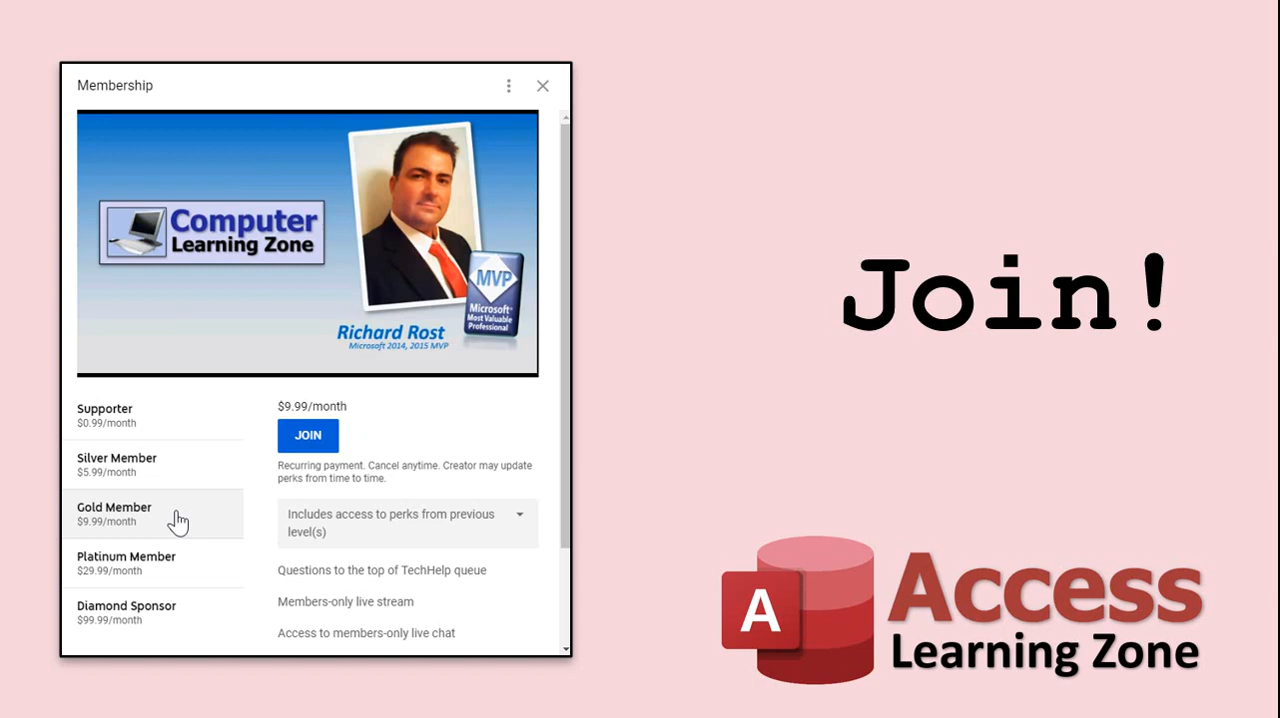 Membership
Computer
Learning Zone
MVP
Microsoft®
Most Valuable
Professional
Richard Rost
Microsoft 2014, 2015 MVP
Supporter
$0.99/month
Silver Member
$5.99/month
Gold Member
$9.99/month
Platinum Member
$29.99/month
Diamond Sponsor
$99.99/month
$9.99/month
JOIN
Recurring payment. Cancel anytime. Creator may update
perks from time to time.
Includes access to perks from previous
level(s)
Questions to the top of TechHelp queue
Members-only live stream
Access to members-only live chat
Join!
A
Access
Learning Zone